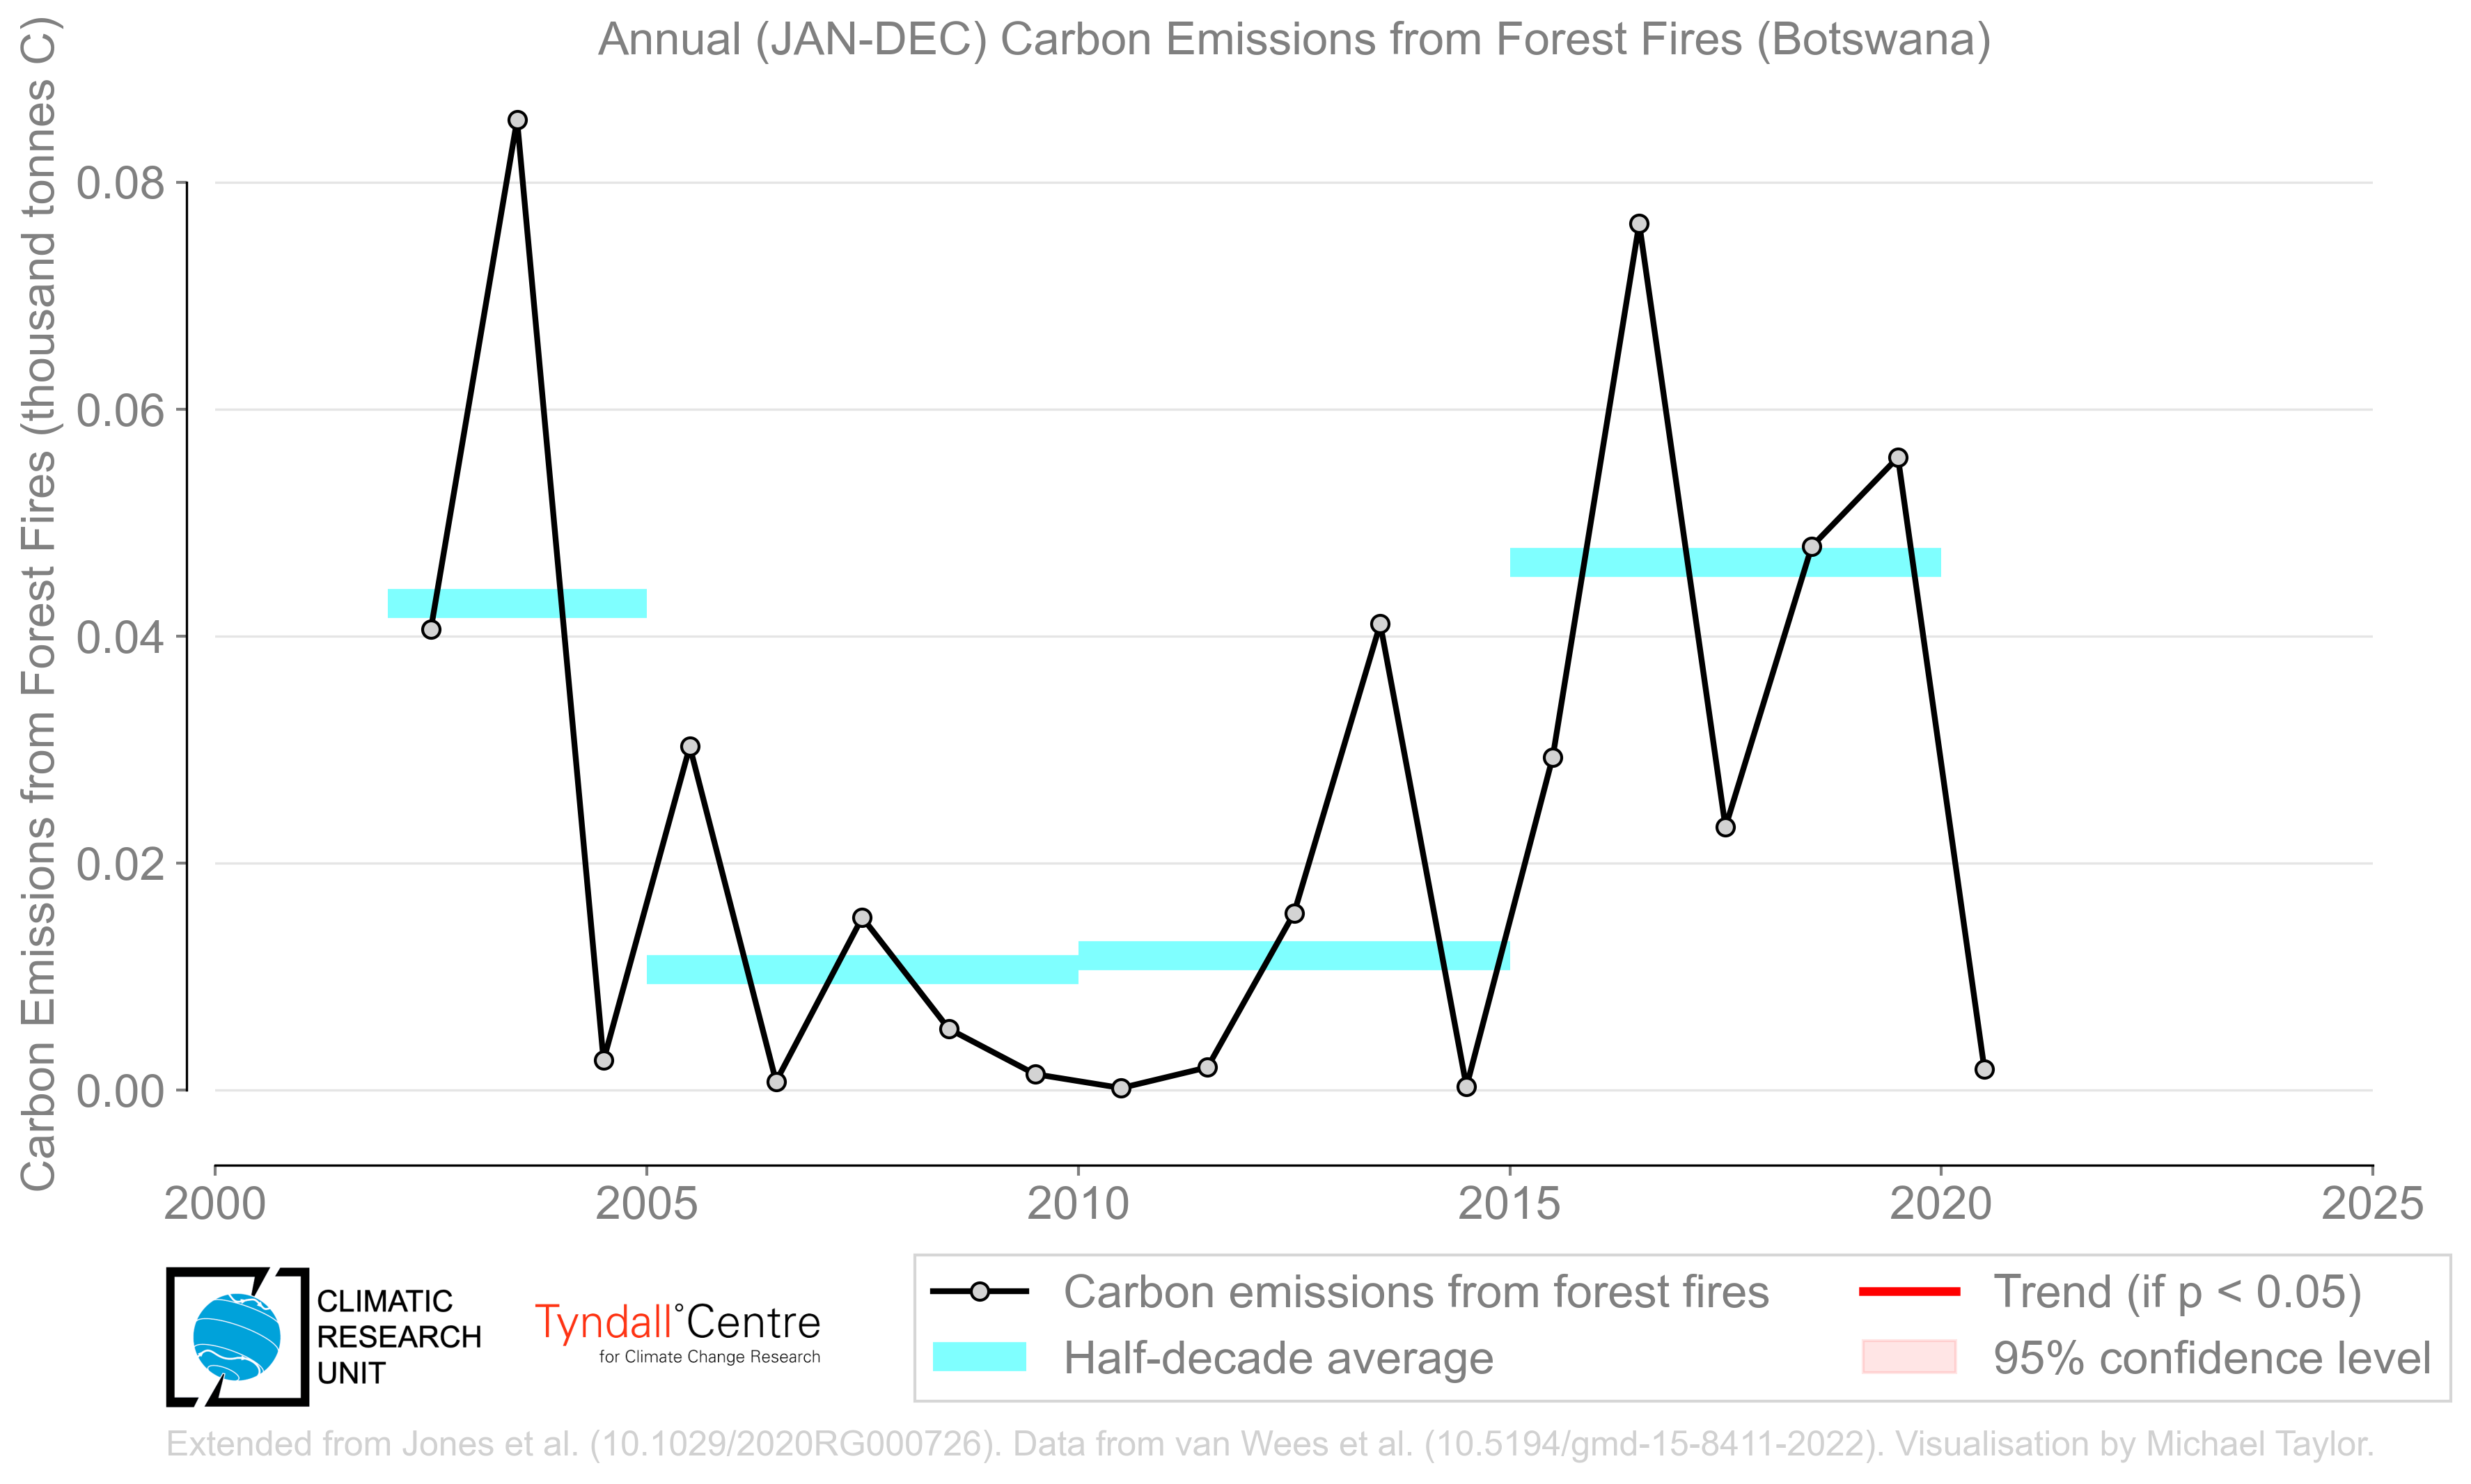 Annual (JAN-DEC) Carbon Emissions from Forest Fires (Botswana)
Carbon Emissions from Forest Fires (thousand tonnes C)
0.08
0.06
0.04
0.02
0.00
2000 2005 2010 2015 2020 2025
CLIMATIC
RESEARCH
UNIT
Tyndall°Centre
for Climate Change Research
Carbon emissions from forest fires
Half-decade average
Trend (if p < 0.05)
95% confidence level
Extended from Jones et al. (10.1029/2020RG000726). Data from van Wees et al. (10.5194/gmd-15-8411-2022). Visualisation by Michael Taylor.